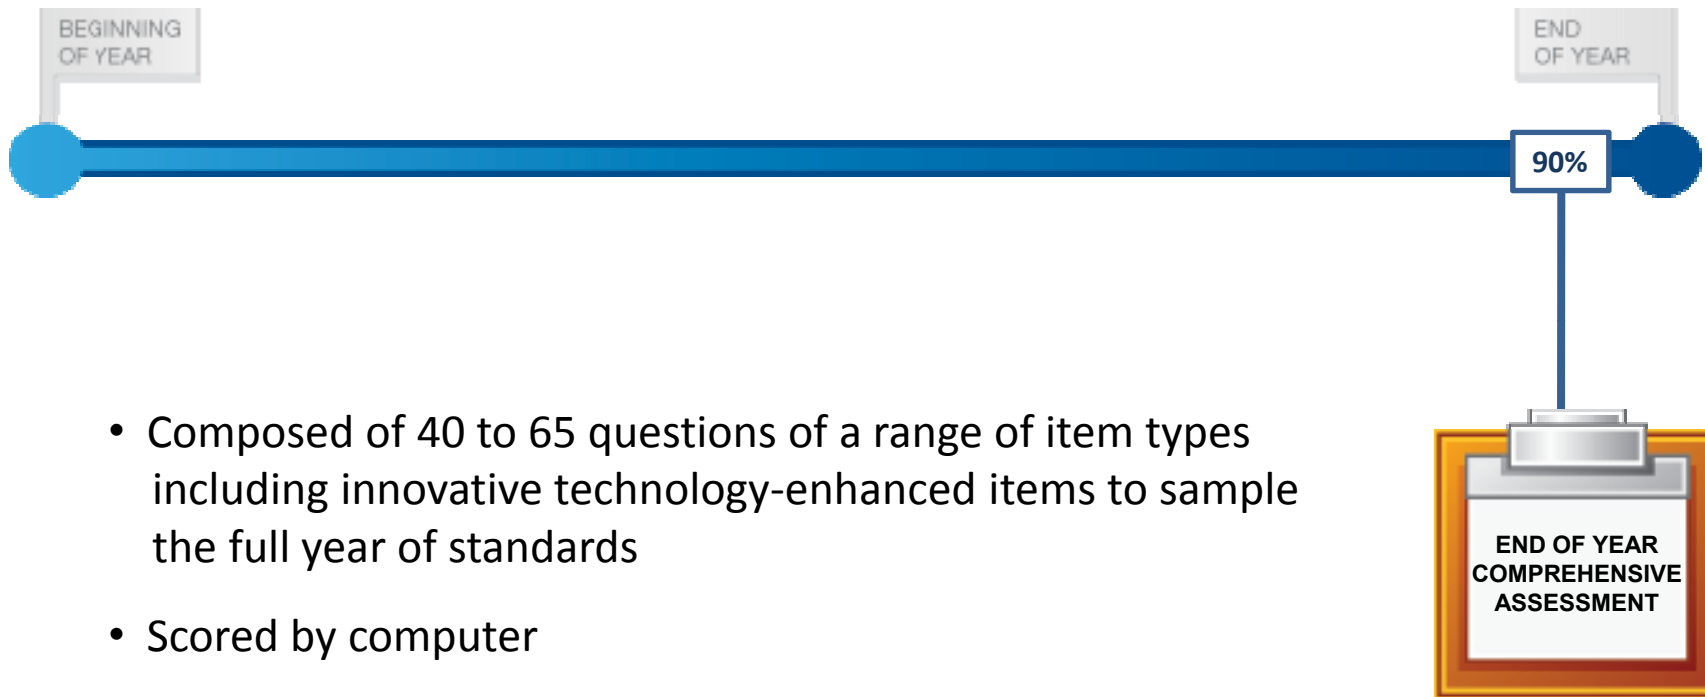 BEGINNING
OF YEAR
END
OF YEAR
90%
• Composed of 40 to 65 questions of a range of item types
including innovative technology-enhanced items to sample
the full year of standards
• Scored by computer
END OF YEAR
COMPREHENSIVE
ASSESSMENT